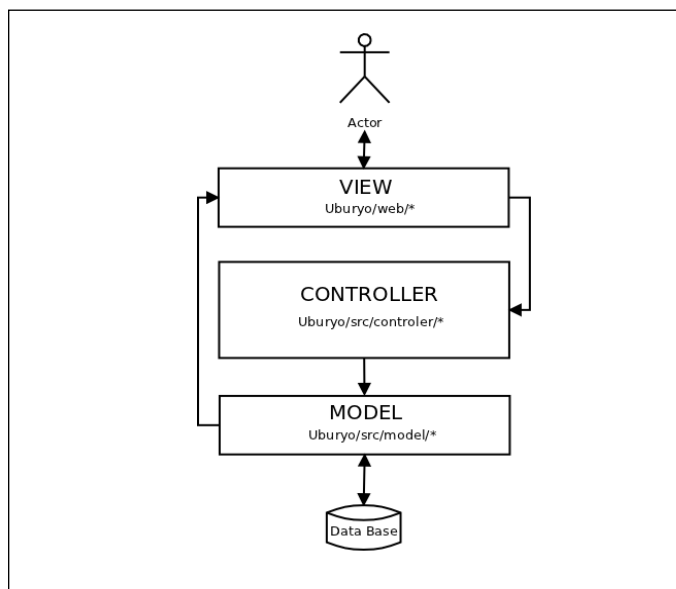 Actor
VIEW
Uburyo/web/*
CONTROLLER
Uburyo/src/controler/*
MODEL
Uburyo/src/model/*
Data Base